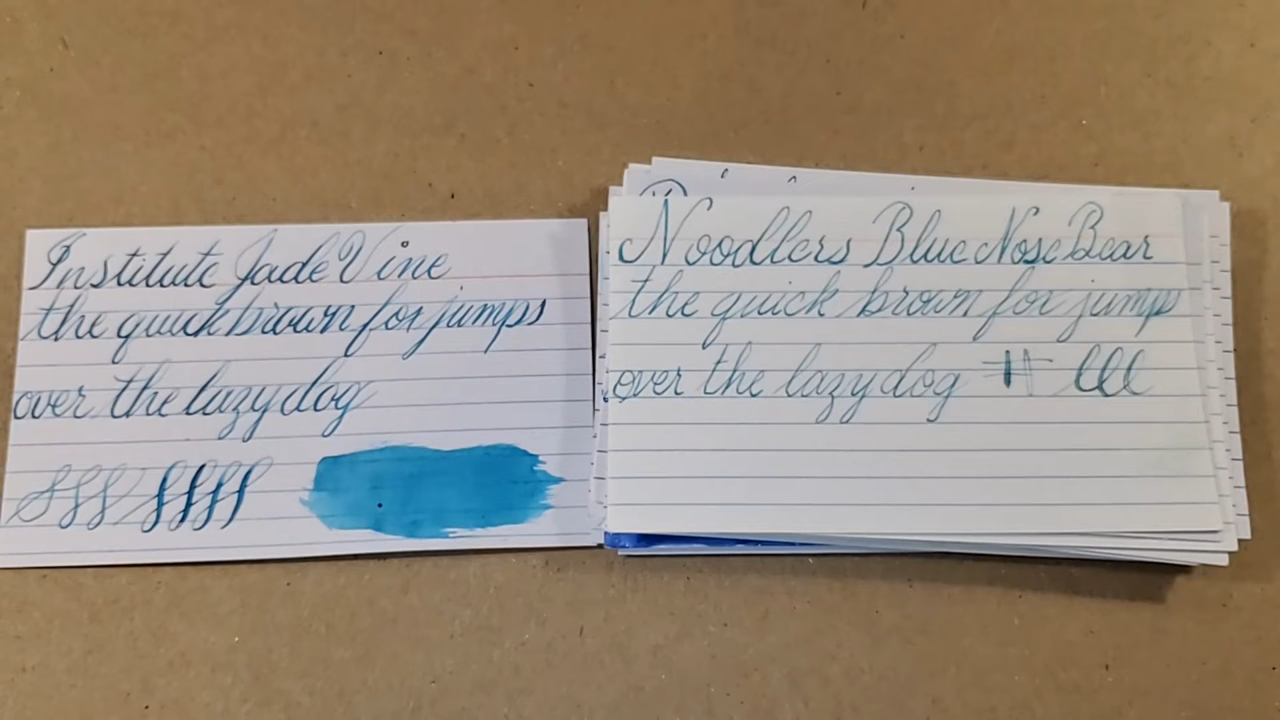 Institute Jade Vine
the quick brown fox jumps
over the lazy dog
Noodlers Blue Nose Bear
the quick brown fox jumps
over the lazy dog